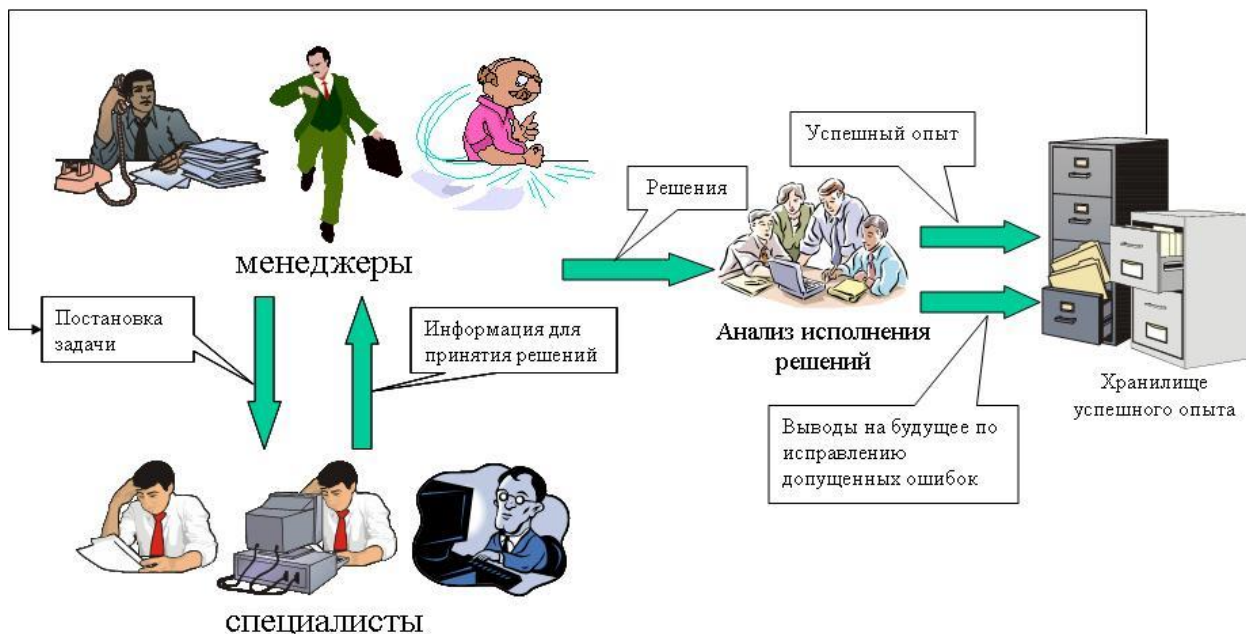 Успешный опыт
Решения
менеджеры
Постановка
задачи
Информация для
принятия решений
Анализ исполнения
решений
Хранилище
успешного опыта
Выводы на будущее по
исправлению
допущенных ошибок
специалисты